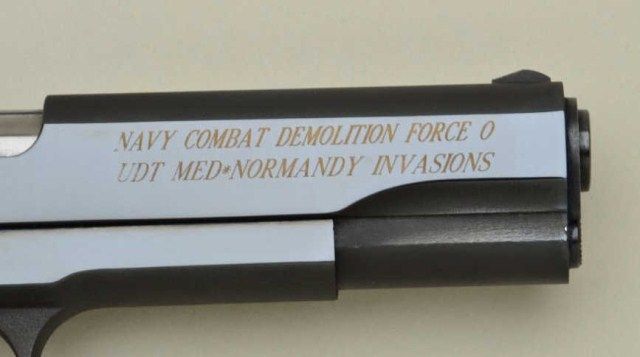 NAVY COMBAT DEMOLITION FORCE O
UDT MED*NORMANDY INVASIONS